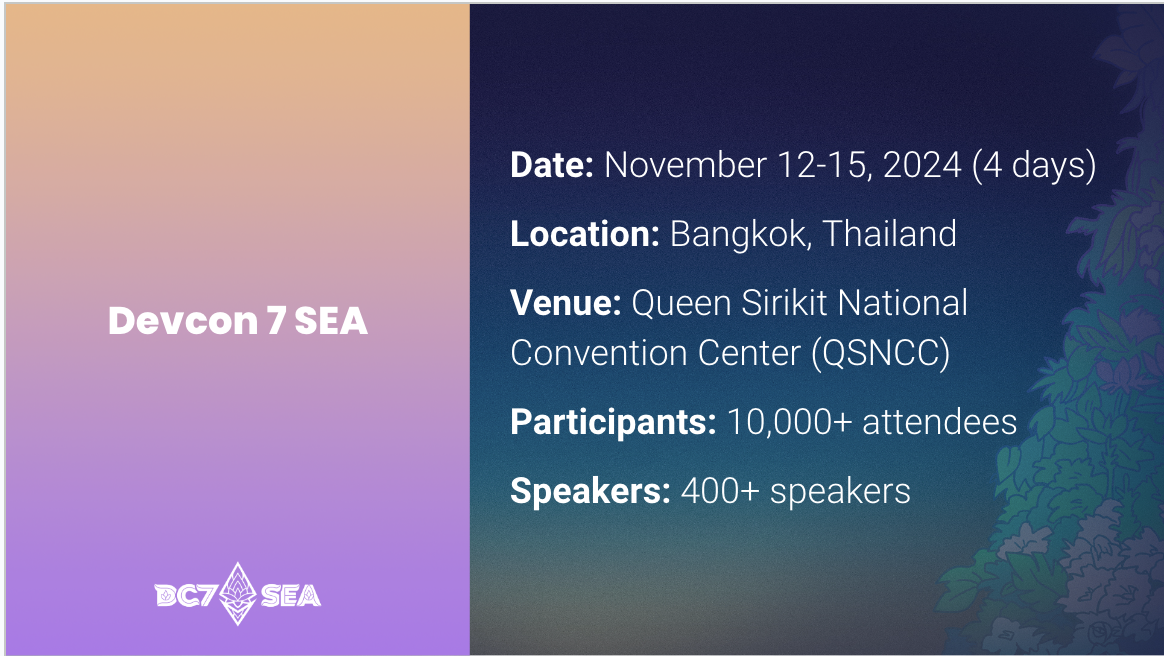 Devcon 7 SEA
DC7 SEA
Date: November 12-15, 2024 (4 days)
Location: Bangkok, Thailand
Venue: Queen Sirikit National
Convention Center (QSNCC)
Participants: 10,000+ attendees
Speakers: 400+ speakers